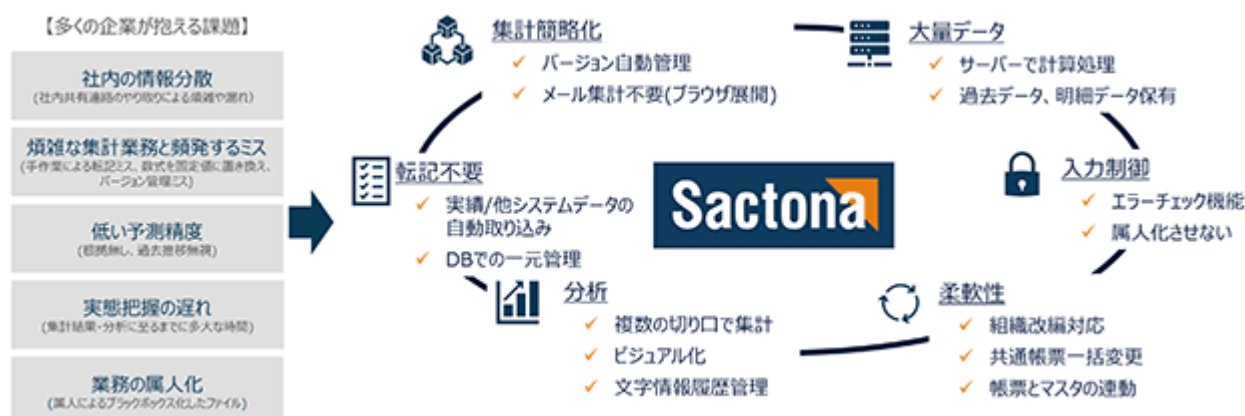 【多くの企業が抱える課題】
社内の情報分散
(社内共有連絡のやり取りによる煩雑や漏れ)
煩雑な集計業務と頻発するミス
(手作業による転記ミス、数式を固定値に置き換え、
バージョン管理ミス)
低い予測精度
(根拠無し、過去推移無視)
実態把握の遅れ
(集計結果・分析に至るまでに多大な時間)
業務の属人化
(属人によるブラックボックス化したファイル)
集計簡略化
✓ バージョン自動管理
✓ メール集計不要(ブラウザ展開)
大量データ
✓ サーバーで計算処理
✓ 過去データ、明細データ保有
転記不要
✓ 実績/他システムデータの
自動取り込み
✓ DBでの一元管理
Sactona
入力制御
✓ エラーチェック機能
✓ 属人化させない
分析
✓ 複数の切り口で集計
✓ ビジュアル化
✓ 文字情報履歴管理
柔軟性
✓ 組織改編対応
✓ 共通帳票一括変更
✓ 帳票とマスタの連動